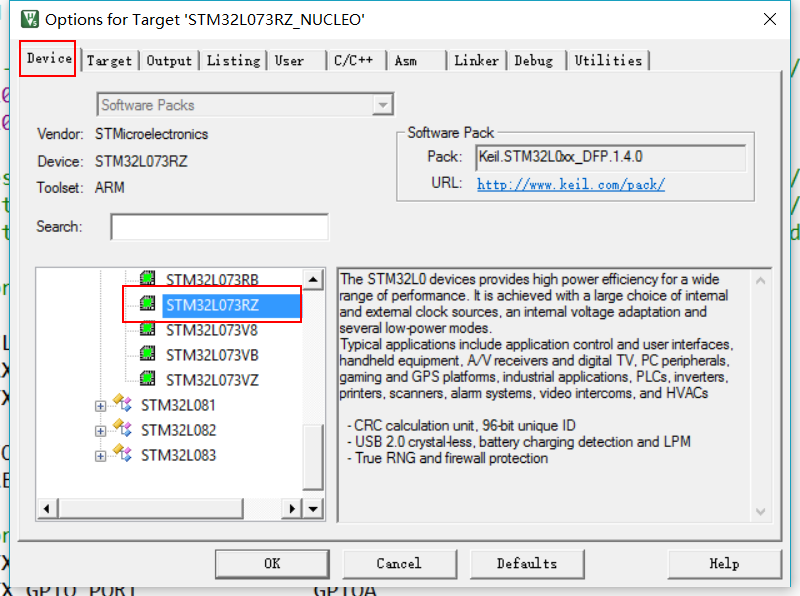 Options for Target 'STM32L073RZ_NUCLEO'
Device Target Output Listing User C/C++ Asm Linker Debug Utilities
Software Packs
Vendor: STMicroelectronics
Device: STM32L073RZ
Toolset: ARM
Search:
Software Pack
Pack: Keil.STM32L0xx_DFP.1.4.0
URL: http://www.keil.com/pack/
STM32L073RB
STM32L073RZ
STM32L073V8
STM32L073VB
STM32L073VZ
STM32L081
STM32L082
STM32L083
The STM32L0 devices provides high power efficiency for a wide
range of performance. It is achieved with a large choice of internal
and external clock sources, an internal voltage adaptation and
several low-power modes.
Typical applications include application control and user interfaces,
handheld equipment, A/V receivers and digital TV, PC peripherals,
gaming and GPS platforms, industrial applications, PLCs, inverters,
printers, scanners, alarm systems, video intercoms, and HVACs
- CRC calculation unit, 96-bit unique ID
- USB 2.0 crystal-less, battery charging detection and LPM
- True RNG and firewall protection
OK Cancel Defaults Help
GPIO_PORT GPIOA